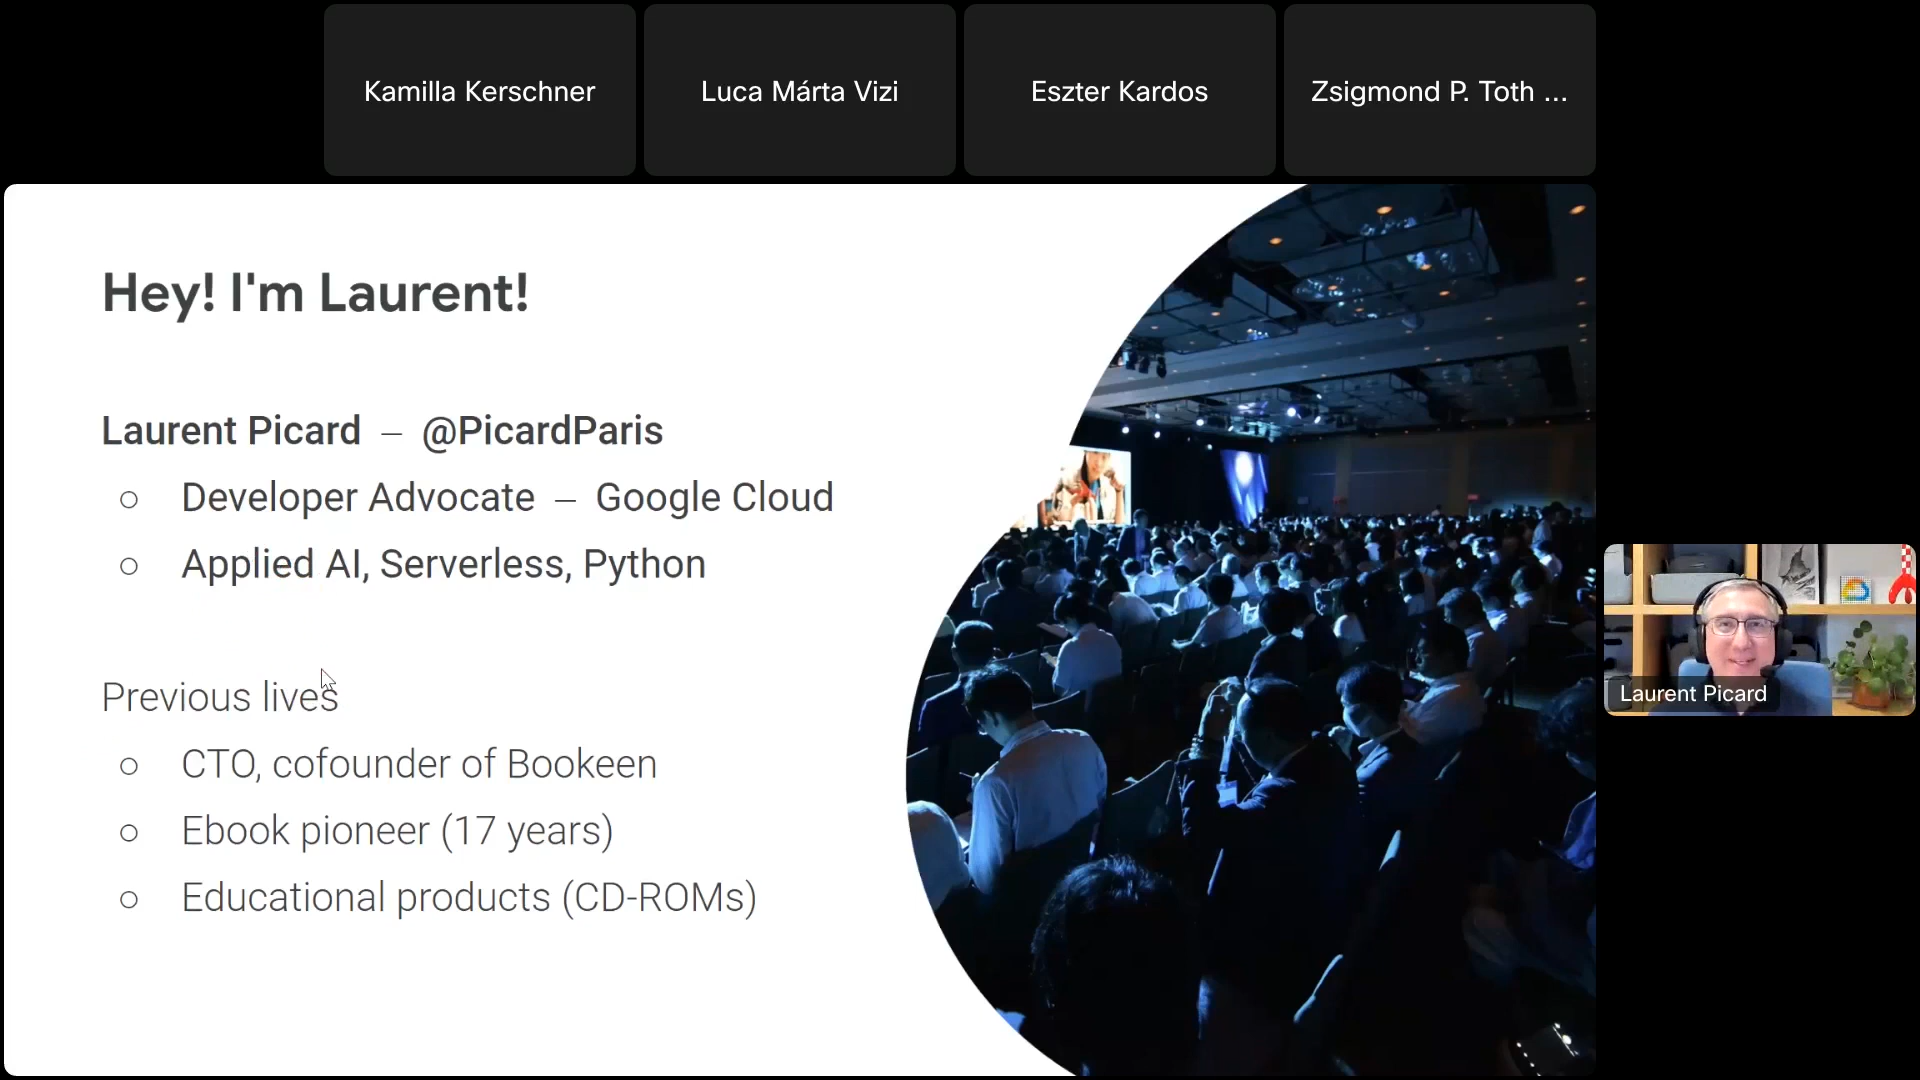 Kamilla Kerschner
Luca Márta Vizi
Eszter Kardos
Zsigmond P. Toth ...
Hey! I'm Laurent!
Laurent Picard – @PicardParis
○ Developer Advocate – Google Cloud
○ Applied AI, Serverless, Python
Previous lives
○ CTO, cofounder of Bookeen
○ Ebook pioneer (17 years)
○ Educational products (CD-ROMs)
Laurent Picard